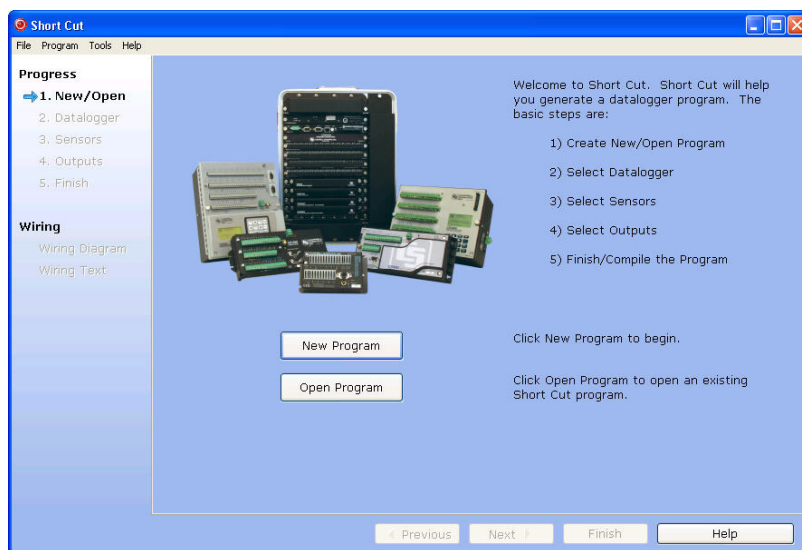 Short Cut
File Program Tools Help
Progress
1. New/Open
2. Datalogger
3. Sensors
4. Outputs
5. Finish
Wiring
Wiring Diagram
Wiring Text
Welcome to Short Cut. Short Cut will help
you generate a datalogger program. The
basic steps are:
1) Create New/Open Program
2) Select Datalogger
3) Select Sensors
4) Select Outputs
5) Finish/Compile the Program
New Program
Click New Program to begin.
Open Program
Click Open Program to open an existing
Short Cut program.
Previous Next Finish Help